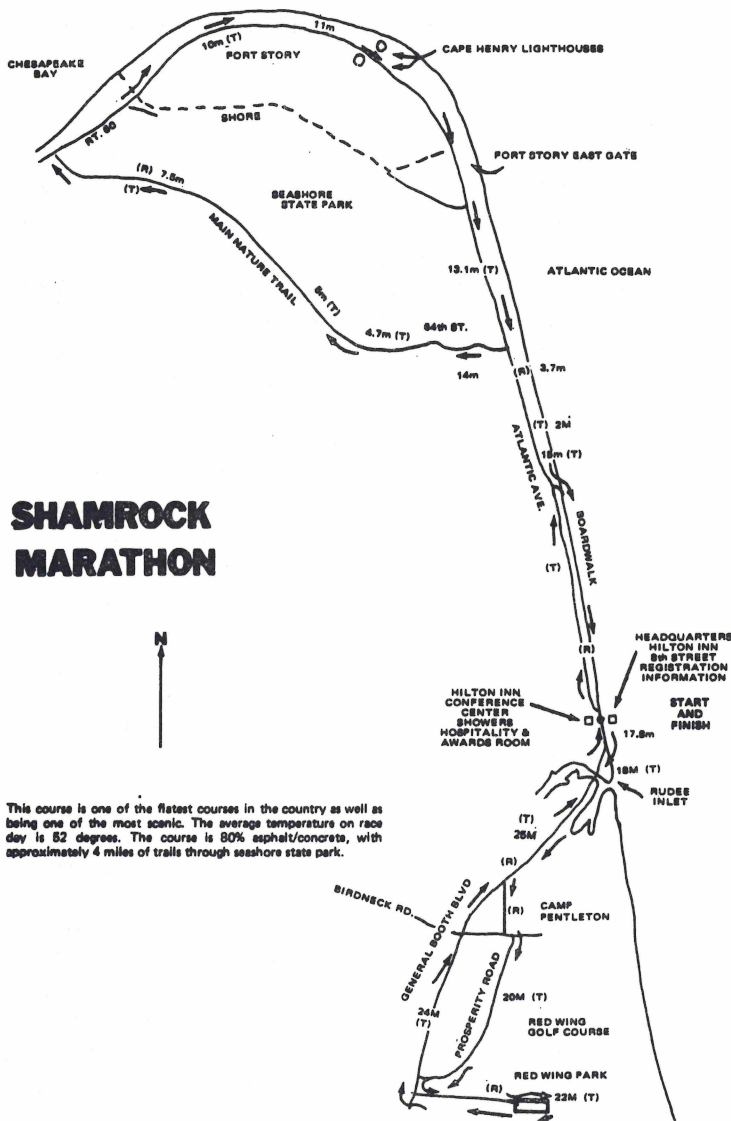 10m (T)
11m
CHESAPEAKE
BAY
FORT STORY
CAPE HENRY LIGHTHOUSES
RT. 60
SHORE
FORT STORY EAST GATE
(R) 7.5m
(T)
SEASHORE
STATE PARK
MAIN NATURE TRAIL
13.1m (T)
ATLANTIC OCEAN
5m (T)
4.7m (T)
64th ST.
14m
(R) 3.7m
(T) 2M
15m (T)
ATLANTIC AVE.
BOARDWALK
(T)
SHAMROCK
MARATHON
N
(R)
HEADQUARTERS
HILTON INN
8th STREET
REGISTRATION
INFORMATION
HILTON INN
CONFERENCE
CENTER
SHOWERS
HOSPITALITY &
AWARDS ROOM
START
AND
FINISH
17.8m
18M (T)
RUDEE
INLET
This course is one of the flatest courses in the country as well as
being one of the most scenic. The average temperature on race
day is 52 degrees. The course is 80% asphalt/concrete, with
approximately 4 miles of trails through seashore state park.
(T)
25M
(R)
BIRDNECK RD.
GENERAL BOOTH BLVD
(R)
CAMP
PENTLETON
PROSPERITY ROAD
20M (T)
24M
(T)
RED WING
GOLF COURSE
RED WING PARK
(R)
22M (T)